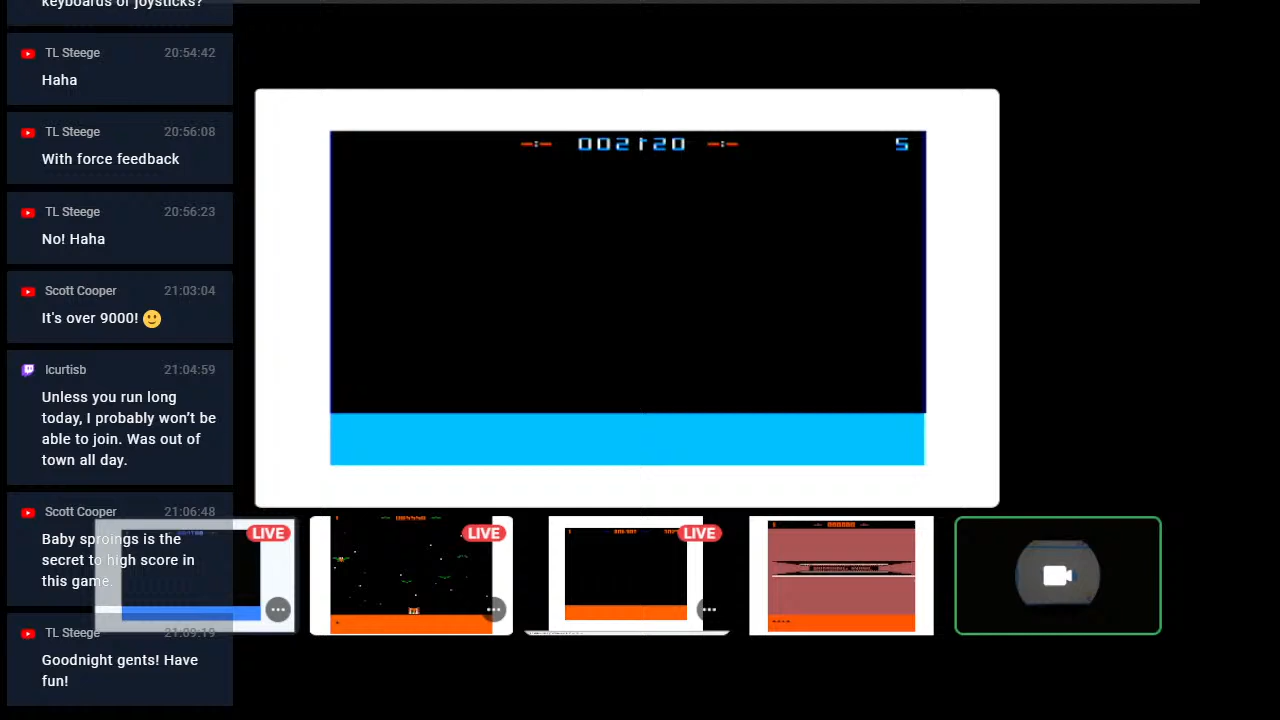 keyboards or joysticks?
TL Steege 20:54:42
Haha
TL Steege 20:56:08
With force feedback
TL Steege 20:56:23
No! Haha
Scott Cooper 21:03:04
It's over 9000! 🙂
lcurtisb 21:04:59
Unless you run long
today, I probably won't be
able to join. Was out of
town all day.
Scott Cooper 21:06:48
Baby sproings is the
secret to high score in
this game.
TL Steege 21:09:19
Goodnight gents! Have
fun!
002150 5
LIVE
LIVE
LIVE